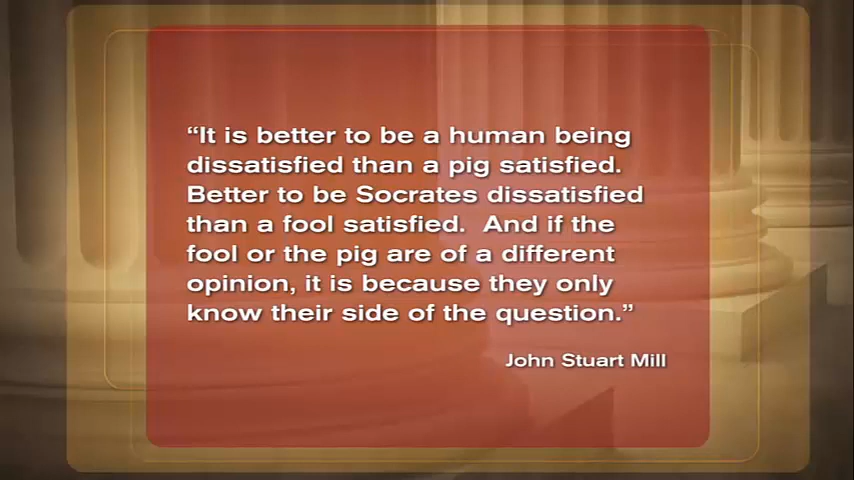 “It is better to be a human being
dissatisfied than a pig satisfied.
Better to be Socrates dissatisfied
than a fool satisfied.  And if the
fool or the pig are of a different
opinion, it is because they only
know their side of the question.”
John Stuart Mill